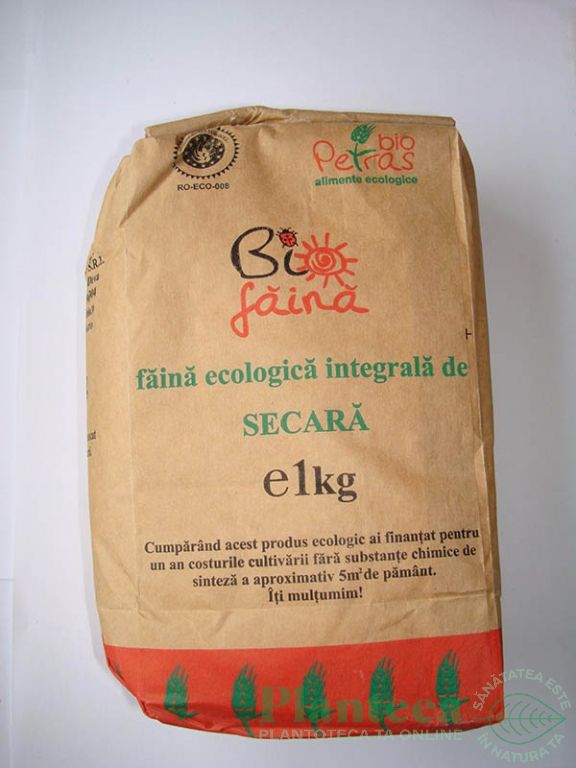 RO-ECO-008
bio
Petras
alimente ecologice
Bio
făină
făină ecologică integrală de
SECARĂ
e1kg
Cumpărând acest produs ecologic ai finanțat pentru
un an costurile cultivării fără substanțe chimice de
sinteză a aproximativ 5m² de pământ.
Îți mulțumim!
S.R.L.
Deva
Planteea
PLANTOTECA TA ONLINE
SĂNĂTATEA ESTE
ÎN NATURA TA